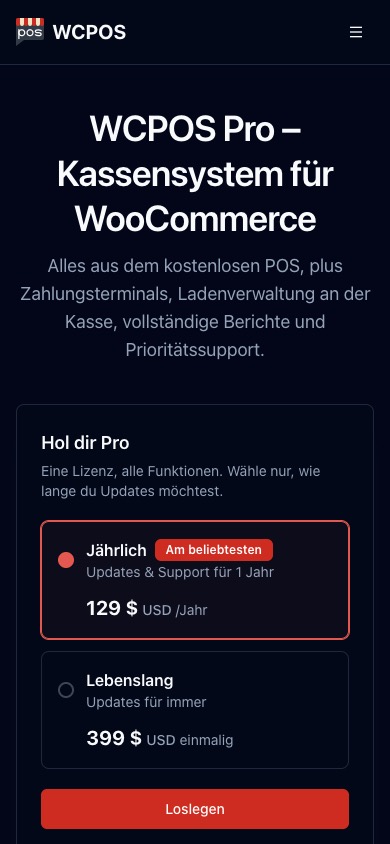 pos WCPOS
WCPOS Pro –
Kassensystem für
WooCommerce
Alles aus dem kostenlosen POS, plus
Zahlungsterminals, Ladenverwaltung an der
Kasse, vollständige Berichte und
Prioritätssupport.
Hol dir Pro
Eine Lizenz, alle Funktionen. Wähle nur, wie
lange du Updates möchtest.
Jährlich Am beliebtesten
Updates & Support für 1 Jahr
129 $ USD /Jahr
Lebenslang
Updates für immer
399 $ USD einmalig
Loslegen